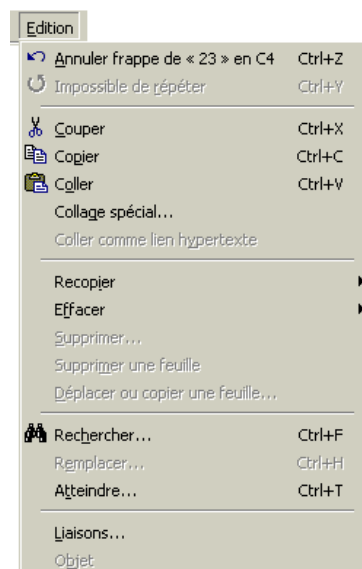 Edition
Annuler frappe de « 23 » en C4 Ctrl+Z
Impossible de répéter Ctrl+Y
Couper Ctrl+X
Copier Ctrl+C
Coller Ctrl+V
Collage spécial...
Coller comme lien hypertexte
Recopier
Effacer
Supprimer...
Supprimer une feuille
Déplacer ou copier une feuille...
Rechercher... Ctrl+F
Remplacer... Ctrl+H
Atteindre... Ctrl+T
Liaisons...
Objet